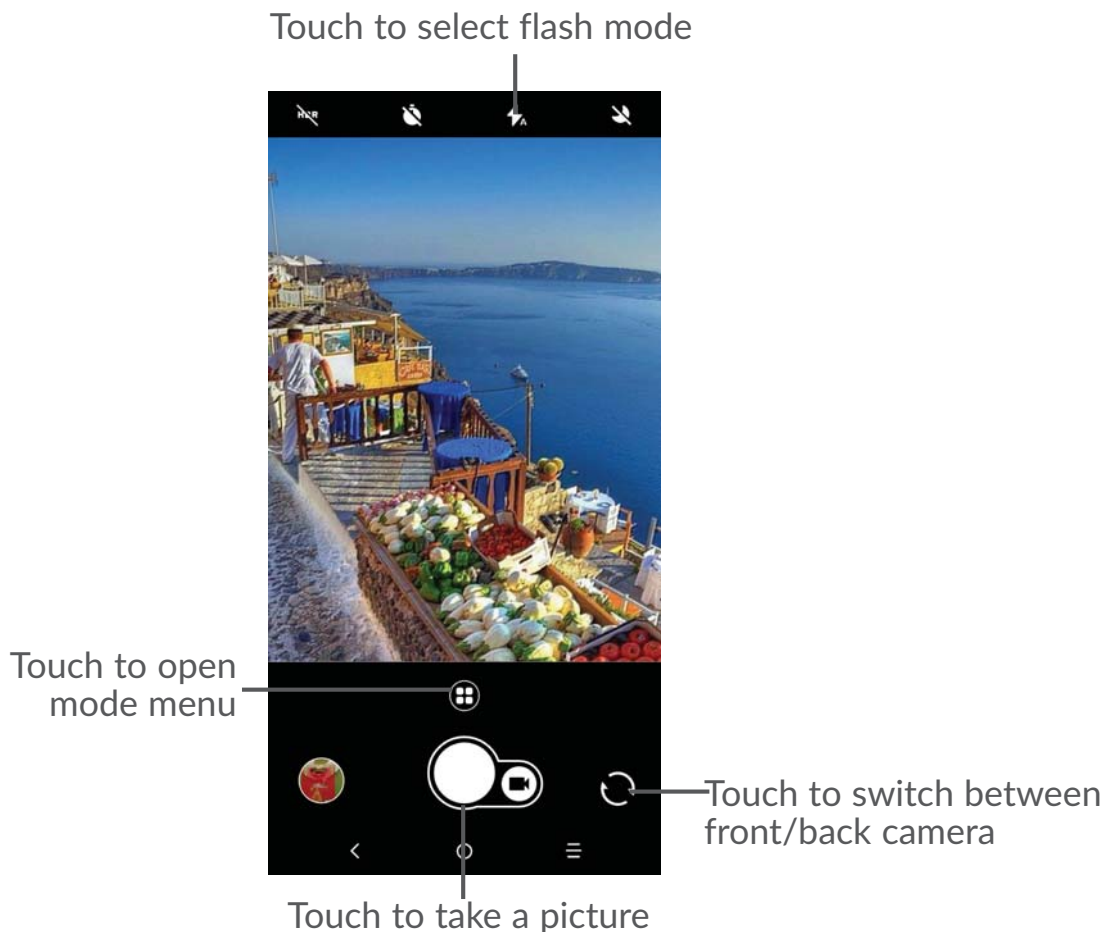 Touch to select flash mode
HDR
A
Touch to open
mode menu
Touch to switch between
front/back camera
Touch to take a picture